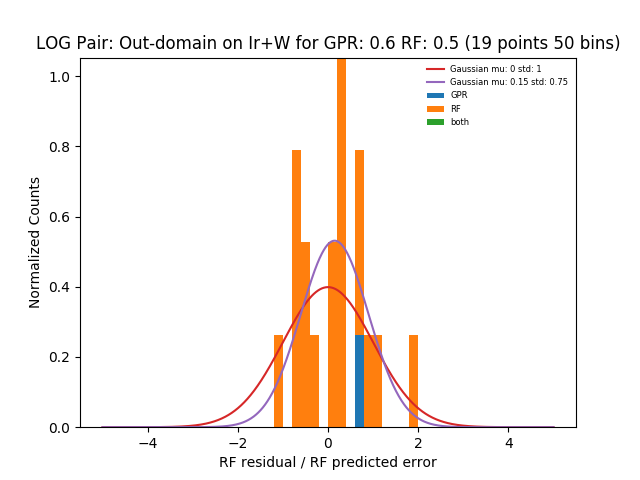 LOG Pair: Out-domain on Ir+W for GPR: 0.6 RF: 0.5 (19 points 50 bins)
Gaussian mu: 0 std: 1
Gaussian mu: 0.15 std: 0.75
GPR
RF
both
1.0
0.8
0.6
0.4
0.2
0.0
Normalized Counts
−4 −2 0 2 4
RF residual / RF predicted error